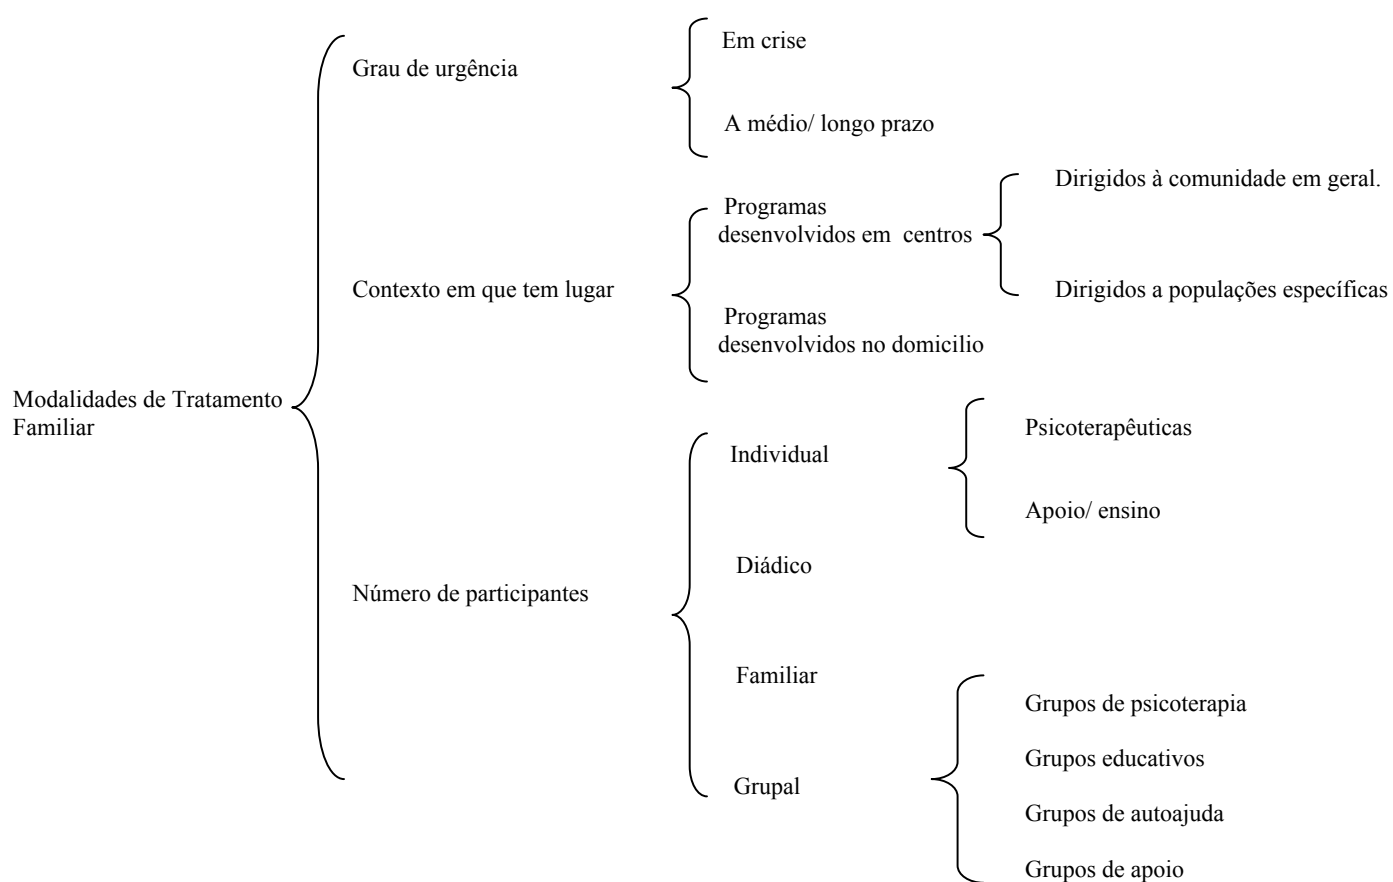 Em crise
Grau de urgência
A médio/ longo prazo
Dirigidos à comunidade em geral.
Programas
desenvolvidos em centros
Contexto em que tem lugar
Dirigidos a populações específicas
Programas
desenvolvidos no domicilio
Modalidades de Tratamento
Familiar
Psicoterapêuticas
Individual
Apoio/ ensino
Diádico
Número de participantes
Familiar
Grupos de psicoterapia
Grupos educativos
Grupal
Grupos de autoajuda
Grupos de apoio